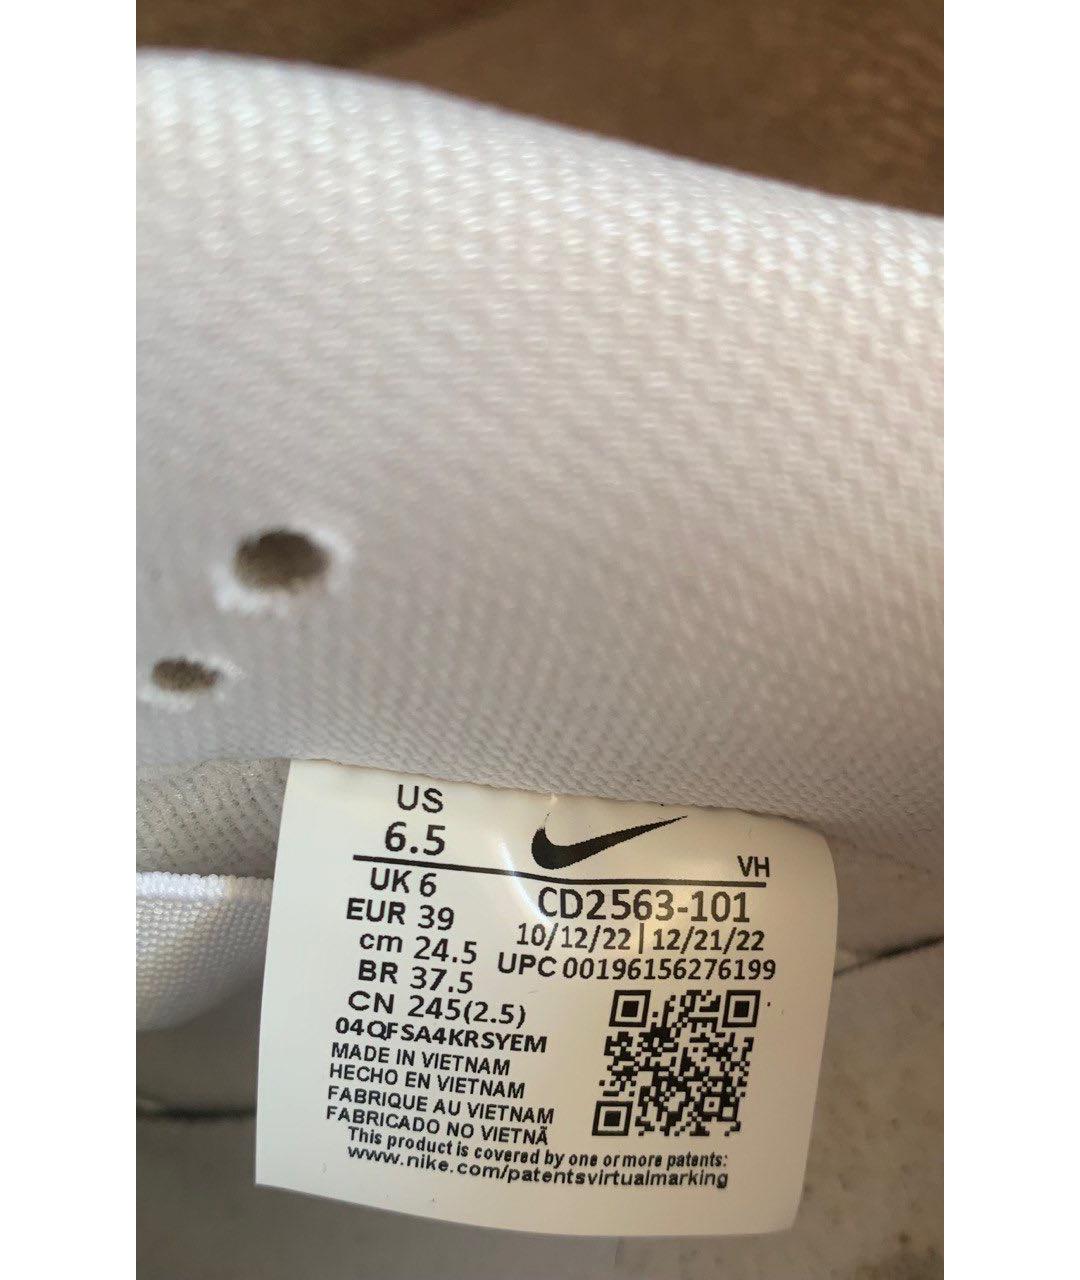 US
6.5
VH
UK 6
EUR 39
cm 24.5
BR 37.5
CN 245(2.5)
CD2563-101
10/12/22 | 12/21/22
UPC 00196156276199
04QFSA4KRSYEM
MADE IN VIETNAM
HECHO EN VIETNAM
FABRIQUE AU VIETNAM
FABRICADO NO VIETNÃ
This product is covered by one or more patents:
www.nike.com/patentsvirtualmarking